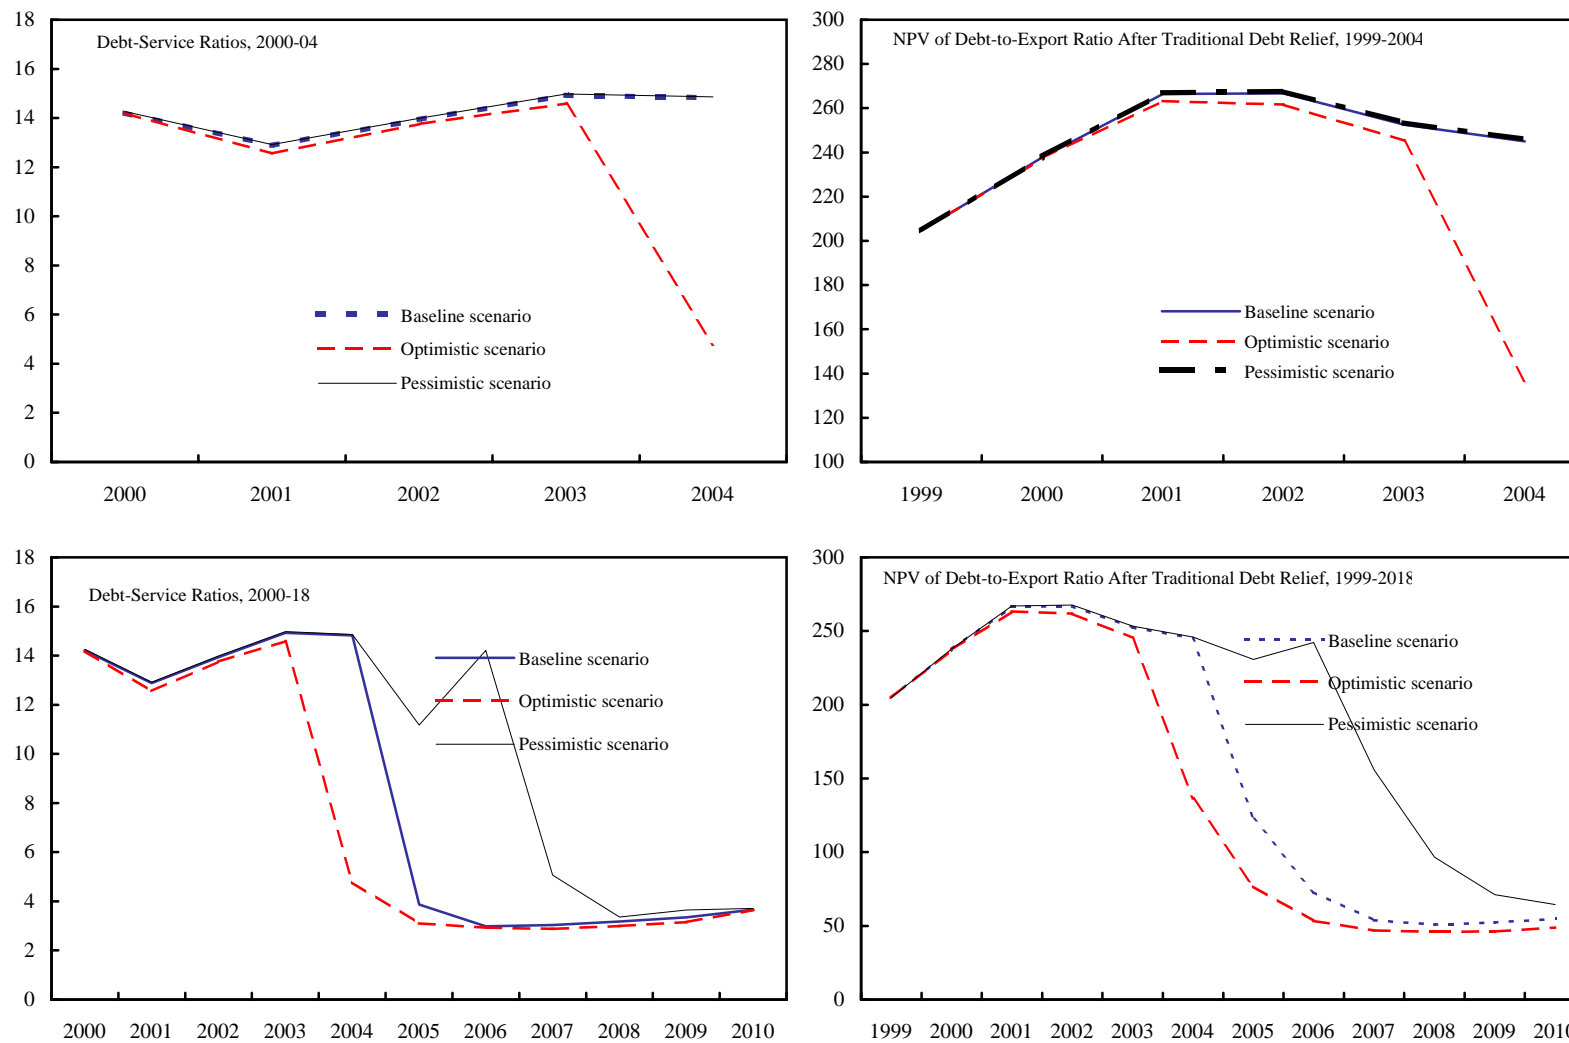 Debt-Service Ratios, 2000-04
18
16
14
12
10
8
6
4
2
0
Baseline scenario
Optimistic scenario
Pessimistic scenario
2000 2001 2002 2003 2004
NPV of Debt-to-Export Ratio After Traditional Debt Relief, 1999-2004
300
280
260
240
220
200
180
160
140
120
100
Baseline scenario
Optimistic scenario
Pessimistic scenario
1999 2000 2001 2002 2003 2004
Debt-Service Ratios, 2000-18
18
16
14
12
10
8
6
4
2
0
Baseline scenario
Optimistic scenario
Pessimistic scenario
2000 2001 2002 2003 2004 2005 2006 2007 2008 2009 2010
NPV of Debt-to-Export Ratio After Traditional Debt Relief, 1999-2018
300
250
200
150
100
50
0
Baseline scenario
Optimistic scenario
Pessimistic scenario
1999 2000 2001 2002 2003 2004 2005 2006 2007 2008 2009 2010